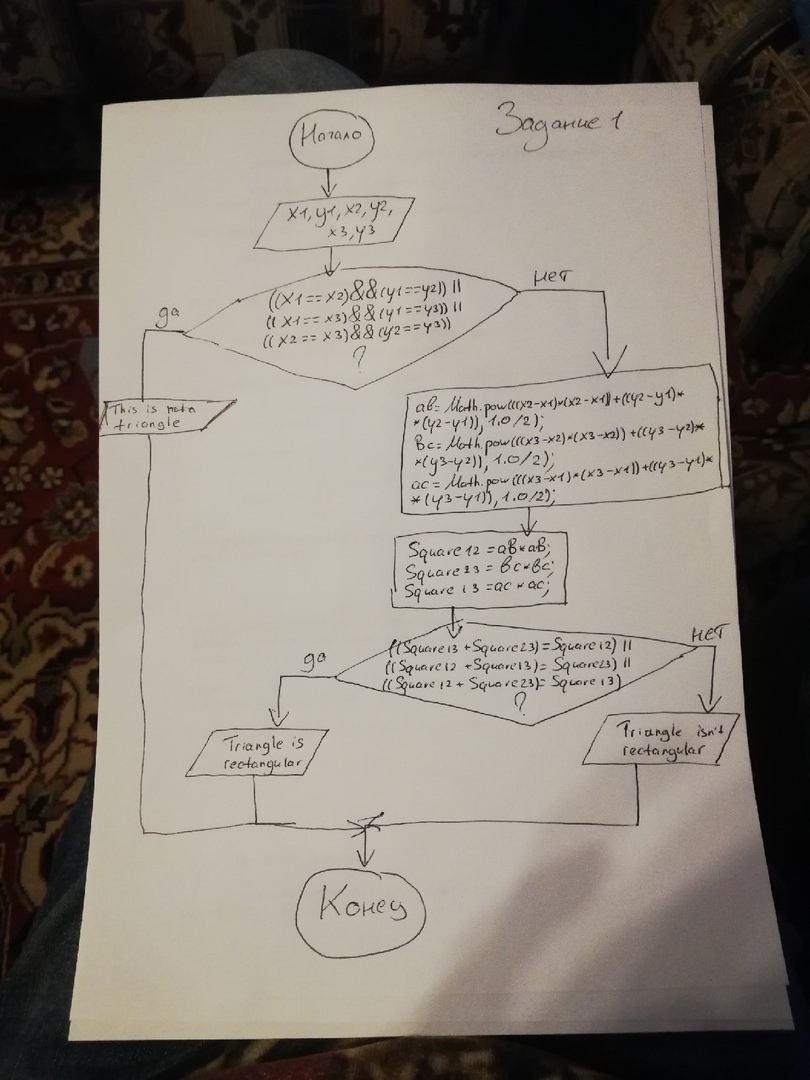 Задание 1
Начало
x1, y1, x2, y2,
x3, y3
((x1==x2)&&(y1==y2)) ||
((x1==x3)&&(y1==y3)) ||
((x2==x3)&&(y2==y3))
?
да
нет
This is not a
triangle
ab= Math.pow(((x2-x1)*(x2-x1))+((y2-y1)*
*(y2-y1)), 1.0/2);
bc= Math.pow(((x3-x2)*(x3-x2))+((y3-y2)*
*(y3-y2)), 1.0/2);
ac= Math.pow(((x3-x1)*(x3-x1))+((y3-y1)*
*(y3-y1)), 1.0/2);
Square12 =ab*ab;
Square23 = bc*bc;
Square13 =ac*ac;
((Square13 +Square23)=Square12) ||
((Square12 +Square13)= Square23) ||
((Square12 + Square23)= Square13)
?
да
нет
Triangle is
rectangular
Triangle isn't
rectangular
Конец